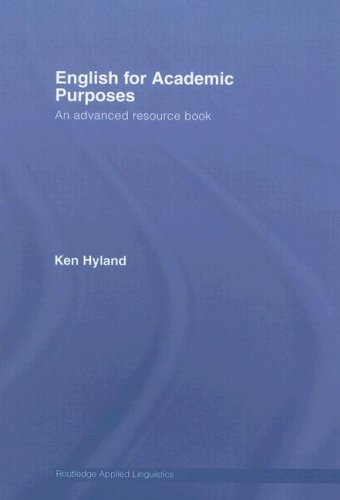 English for Academic
Purposes
An advanced resource book
Ken Hyland
Routledge Applied Linguistics